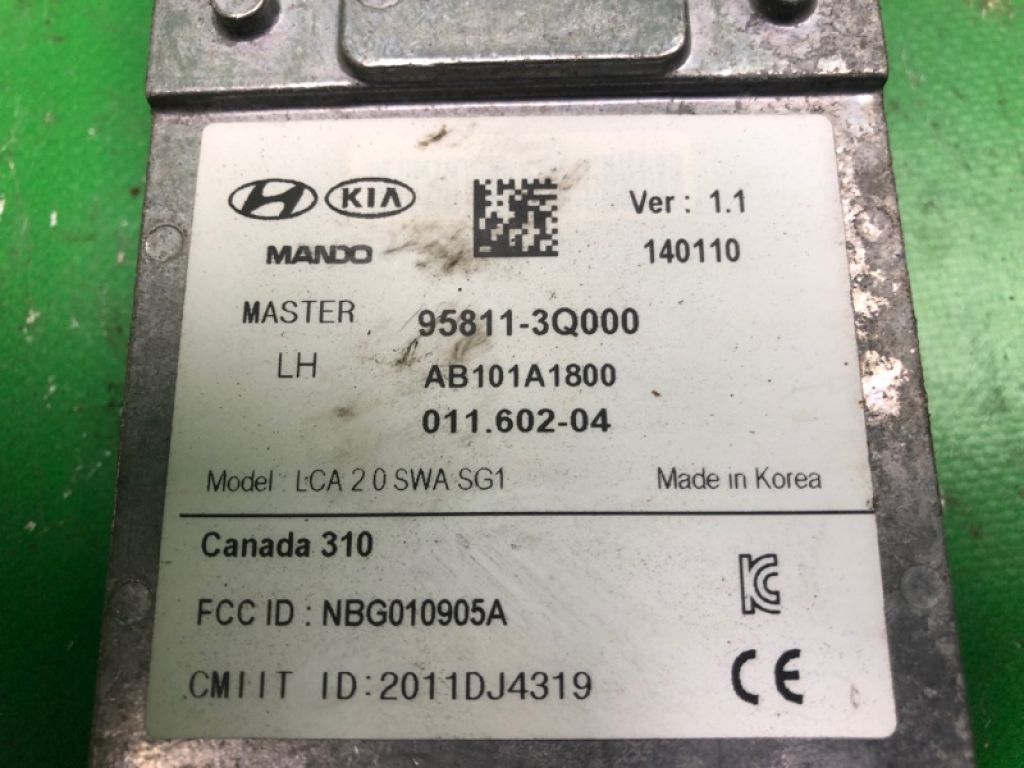 H KIA Ver : 1.1
MANDO 140110
MASTER 95811-3Q000
LH AB101A1800
011.602-04
Model : LCA 2.0 SWA SG1 Made in Korea
Canada 310
FCC ID : NBG010905A
CMIIT ID:2011DJ4319
CE